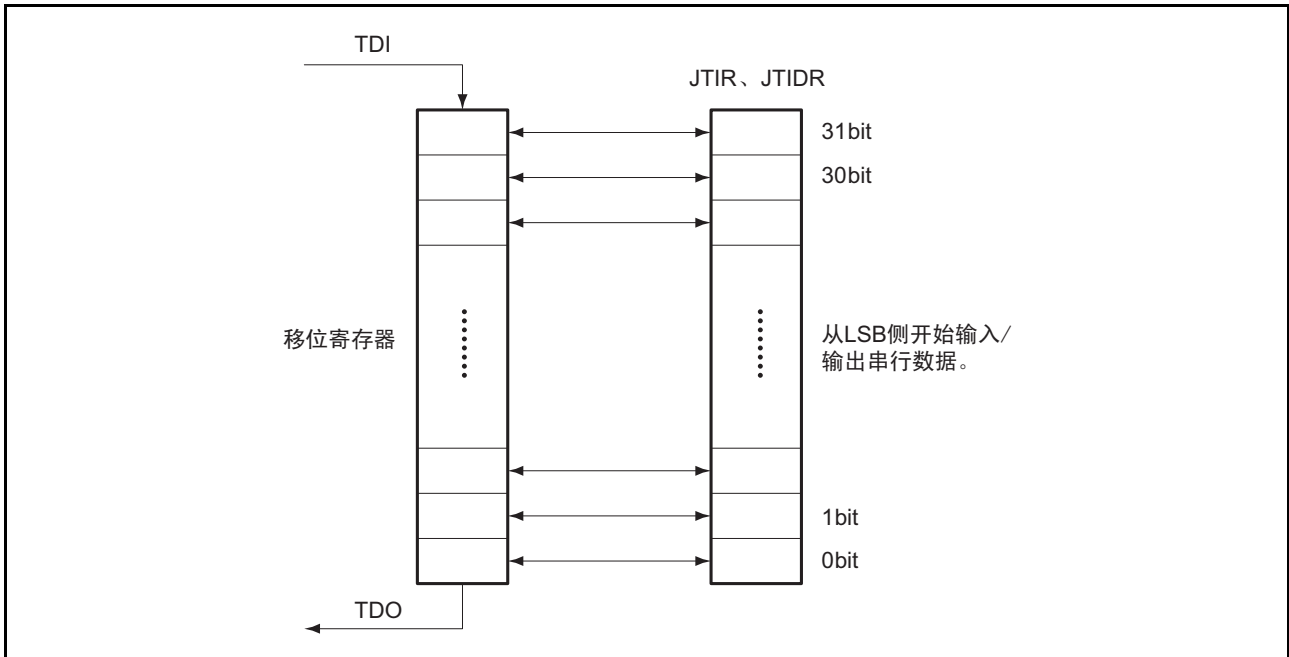 TDI
JTIR、JTIDR
31bit
30bit
移位寄存器
从LSB侧开始输入/
输出串行数据。
1bit
0bit
TDO